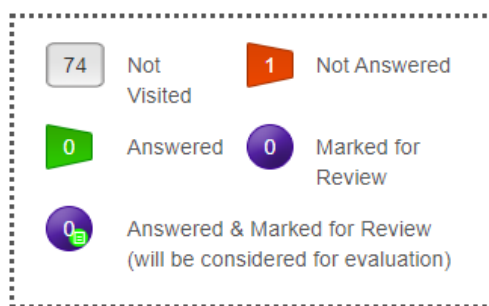 74 Not Visited
1 Not Answered
0 Answered
0 Marked for Review
0 Answered & Marked for Review
(will be considered for evaluation)